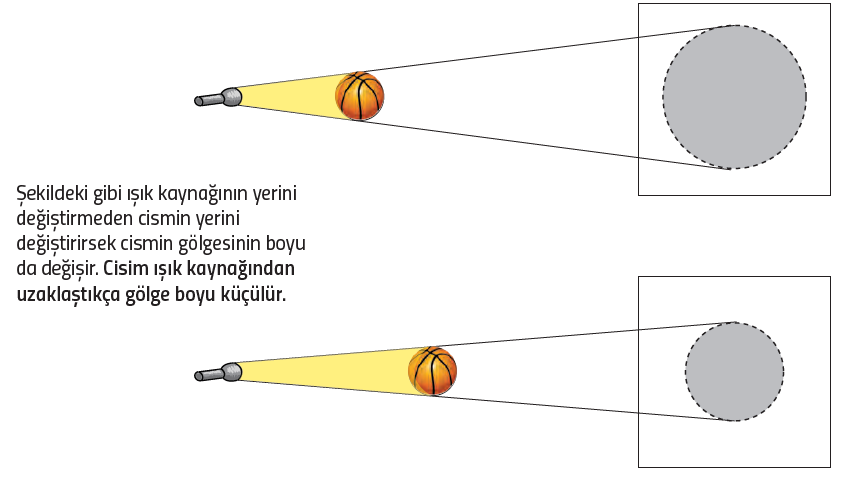 Şekildeki gibi ışık kaynağının yerini
değiştirmeden cismin yerini
değiştirirsek cismin gölgesinin boyu
da değişir. Cisim ışık kaynağından
uzaklaştıkça gölge boyu küçülür.